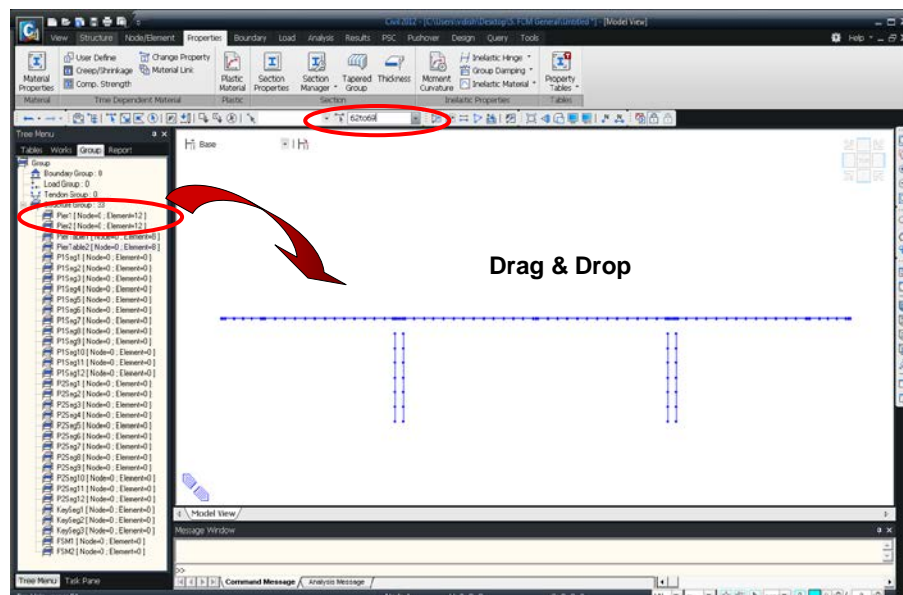 Civil 2012 - [C:\Users\vrdish\Desktop\5. FCM General\Untitled *] - [Model View]
View Structure Node/Element Properties Boundary Load Analysis Results PSC Pushover Design Query Tools Help
Material Properties
User Define
Creep/Shrinkage
Comp. Strength
Change Property
Material Link
Plastic Material
Section Properties
Section Manager
Tapered Group
Thickness
Moment Curvature
Inelastic Hinge
Group Damping
Inelastic Material
Property Tables
Material Time Dependent Material Plastic Section Inelastic Properties Tables
62to69
Tree Menu
Tables Works Group Report
Base
Group
Boundary Group : 0
Load Group : 0
Tendon Group : 0
Structure Group : 33
Pier1 [ Node=0 ; Element=12 ]
Pier2 [ Node=0 ; Element=12 ]
PierTable1 [ Node=0 ; Element=8 ]
PierTable2 [ Node=0 ; Element=8 ]
P1Seg1 [ Node=0 ; Element=0 ]
P1Seg2 [ Node=0 ; Element=0 ]
P1Seg3 [ Node=0 ; Element=0 ]
P1Seg4 [ Node=0 ; Element=0 ]
P1Seg5 [ Node=0 ; Element=0 ]
P1Seg6 [ Node=0 ; Element=0 ]
P1Seg7 [ Node=0 ; Element=0 ]
P1Seg8 [ Node=0 ; Element=0 ]
P1Seg9 [ Node=0 ; Element=0 ]
P1Seg10 [ Node=0 ; Element=0 ]
P1Seg11 [ Node=0 ; Element=0 ]
P1Seg12 [ Node=0 ; Element=0 ]
P2Seg1 [ Node=0 ; Element=0 ]
P2Seg2 [ Node=0 ; Element=0 ]
P2Seg3 [ Node=0 ; Element=0 ]
P2Seg4 [ Node=0 ; Element=0 ]
P2Seg5 [ Node=0 ; Element=0 ]
P2Seg6 [ Node=0 ; Element=0 ]
P2Seg7 [ Node=0 ; Element=0 ]
P2Seg8 [ Node=0 ; Element=0 ]
P2Seg9 [ Node=0 ; Element=0 ]
P2Seg10 [ Node=0 ; Element=0 ]
P2Seg11 [ Node=0 ; Element=0 ]
P2Seg12 [ Node=0 ; Element=0 ]
KeySeg1 [ Node=0 ; Element=0 ]
KeySeg2 [ Node=0 ; Element=0 ]
KeySeg3 [ Node=0 ; Element=0 ]
FSM1 [ Node=0 ; Element=0 ]
FSM2 [ Node=0 ; Element=0 ]
Drag & Drop
Model View
Message Window
>>
Tree Menu Task Pane
Command Message Analysis Message